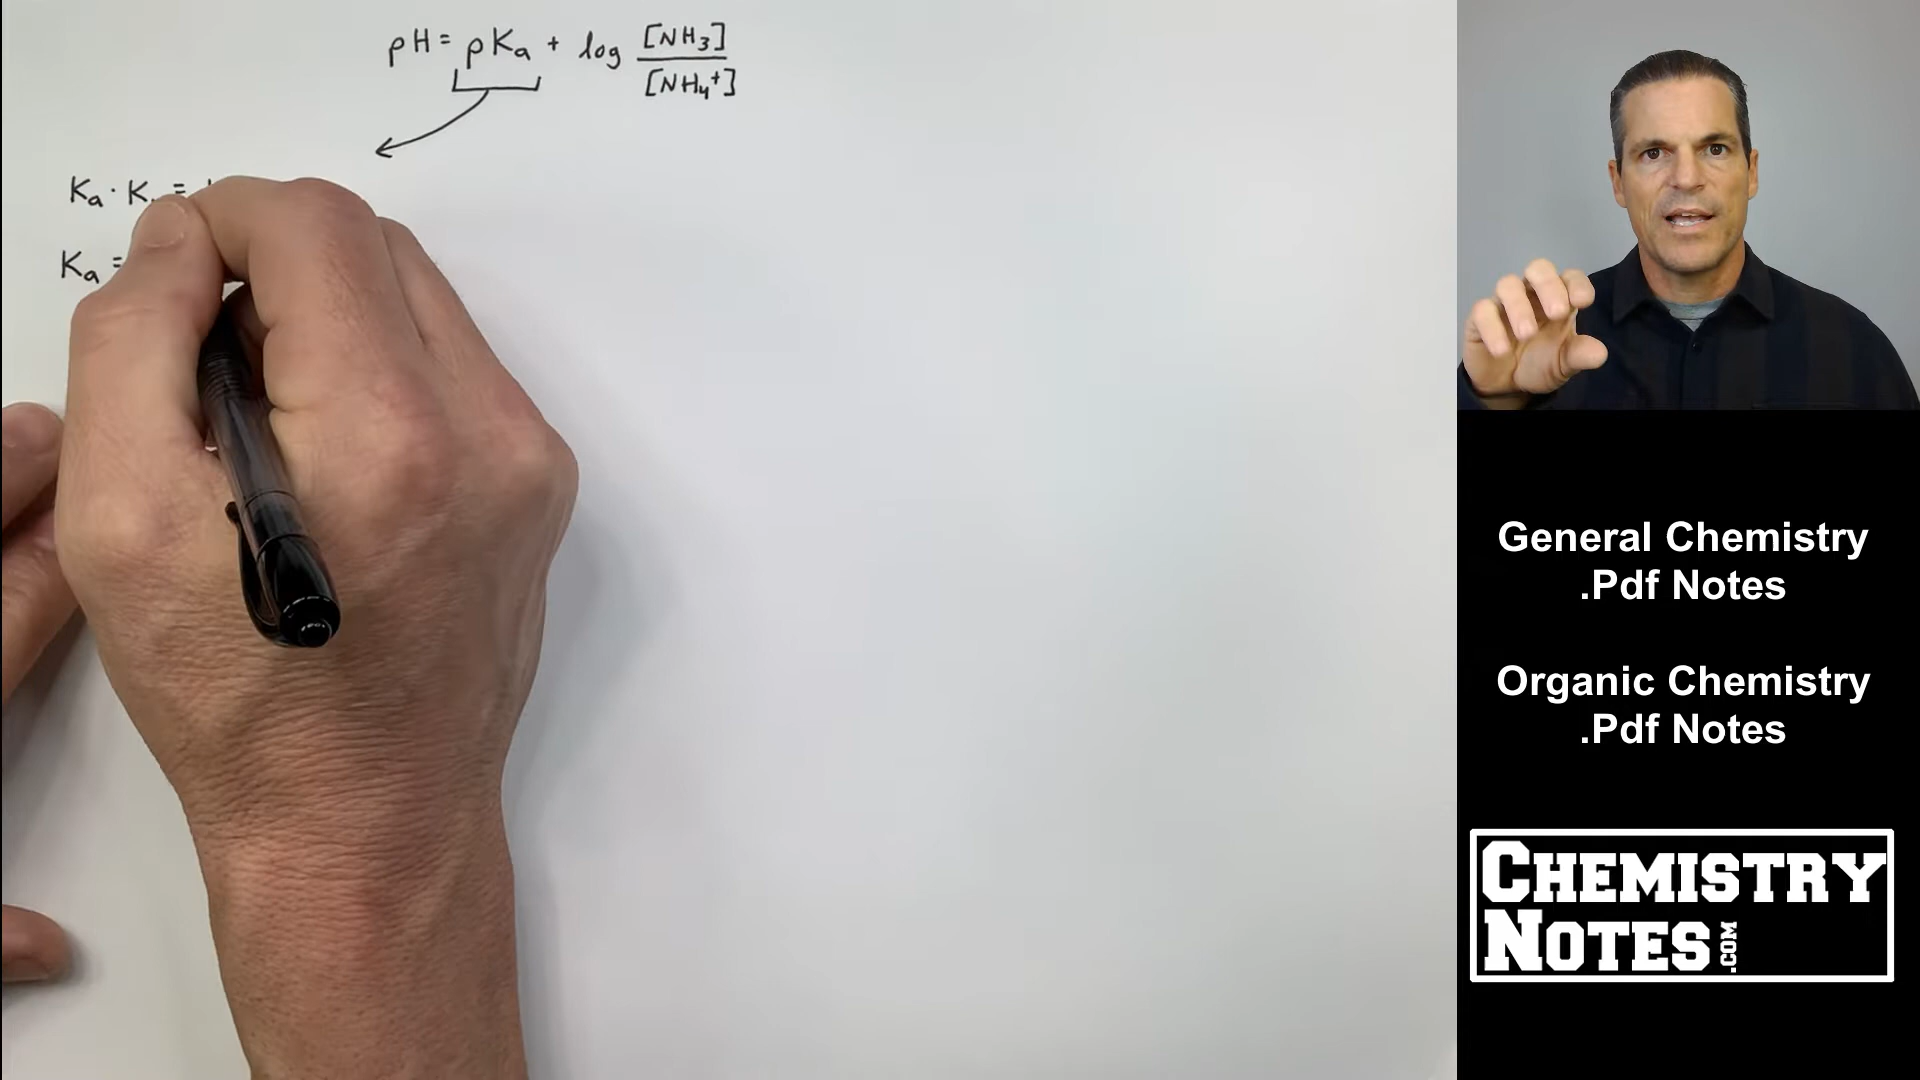 pH = pKa + log [NH3]
[NH4+]
Ka · K =
Ka =
General Chemistry
.Pdf Notes
Organic Chemistry
.Pdf Notes
CHEMISTRY
NOTES.COM